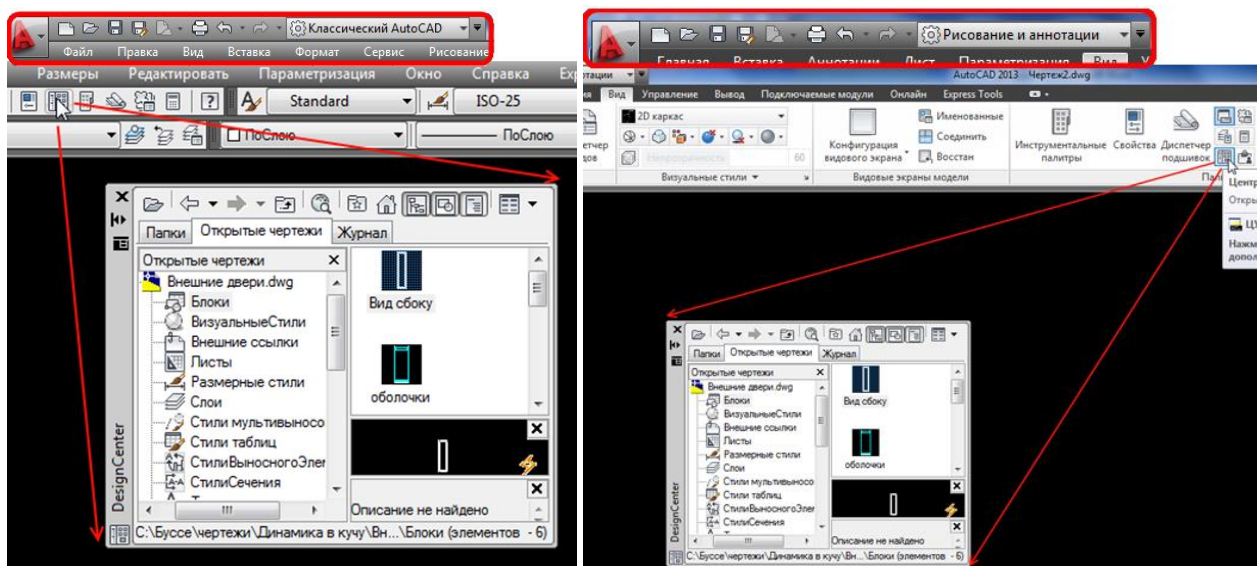 Классический AutoCAD
Файл Правка Вид Вставка Формат Сервис Рисование
Размеры Редактировать Параметризация Окно Справка
Standard ISO-25
ПоСлою ПоСлою
Папки Открытые чертежи Журнал
Открытые чертежи
Внешние двери.dwg
Блоки
ВизуальныеСтили
Внешние ссылки
Листы
Размерные стили
Слои
Стили мультивыносо
Стили таблиц
СтилиВыносногоЭлег
СтилиСечения
Вид сбоку
оболочки
Описание не найдено
DesignCenter
C:\Буссе\чертежи\Динамика в кучу\Вн...\Блоки (элементов - 6)
Рисование и аннотации
Главная Вставка Аннотации Лист Параметризация Вид
AutoCAD 2013 Чертеж2.dwg
Вид Управление Вывод Подключаемые модули Онлайн Express Tools
2D каркас
Непрозрачность 60
Визуальные стили
Конфигурация
видового экрана
Именованные
Соединить
Восстан
Видовые экраны модели
Инструментальные
палитры
Свойства
Диспетчер
подшивок
Центр
Откры
Нажм
допол
Папки Открытые чертежи Журнал
Открытые чертежи
Внешние двери.dwg
Блоки
ВизуальныеСтили
Внешние ссылки
Листы
Размерные стили
Слои
Стили мультивыносо
Стили таблиц
СтилиВыносногоЭлег
СтилиСечения
Вид сбоку
оболочки
Описание не найдено
DesignCenter
C:\Буссе\чертежи\Динамика в кучу\Вн...\Блоки (элементов - 6)